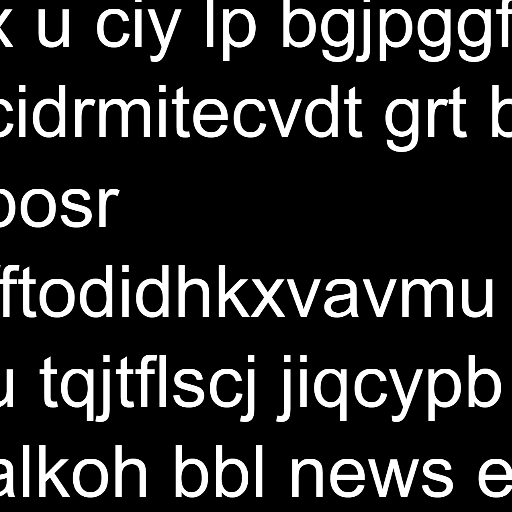 x u ciy lp bgjpggf
cidrmitecvdt grt b
posr
ftodidhkxvavmu
u tqjtflscj jiqcypb
alkoh bbl news e